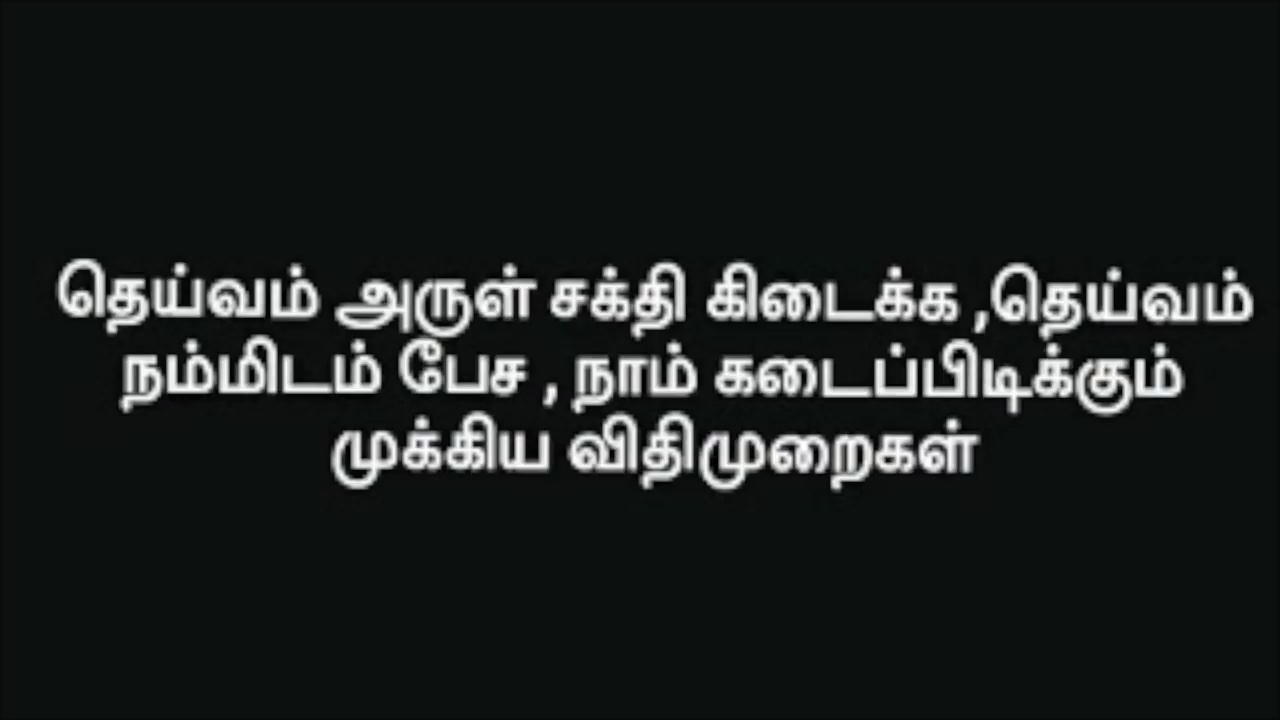 தெய்வம் அருள் சக்தி கிடைக்க ,தெய்வம்
நம்மிடம் பேச , நாம் கடைப்பிடிக்கும்
முக்கிய விதிமுறைகள்